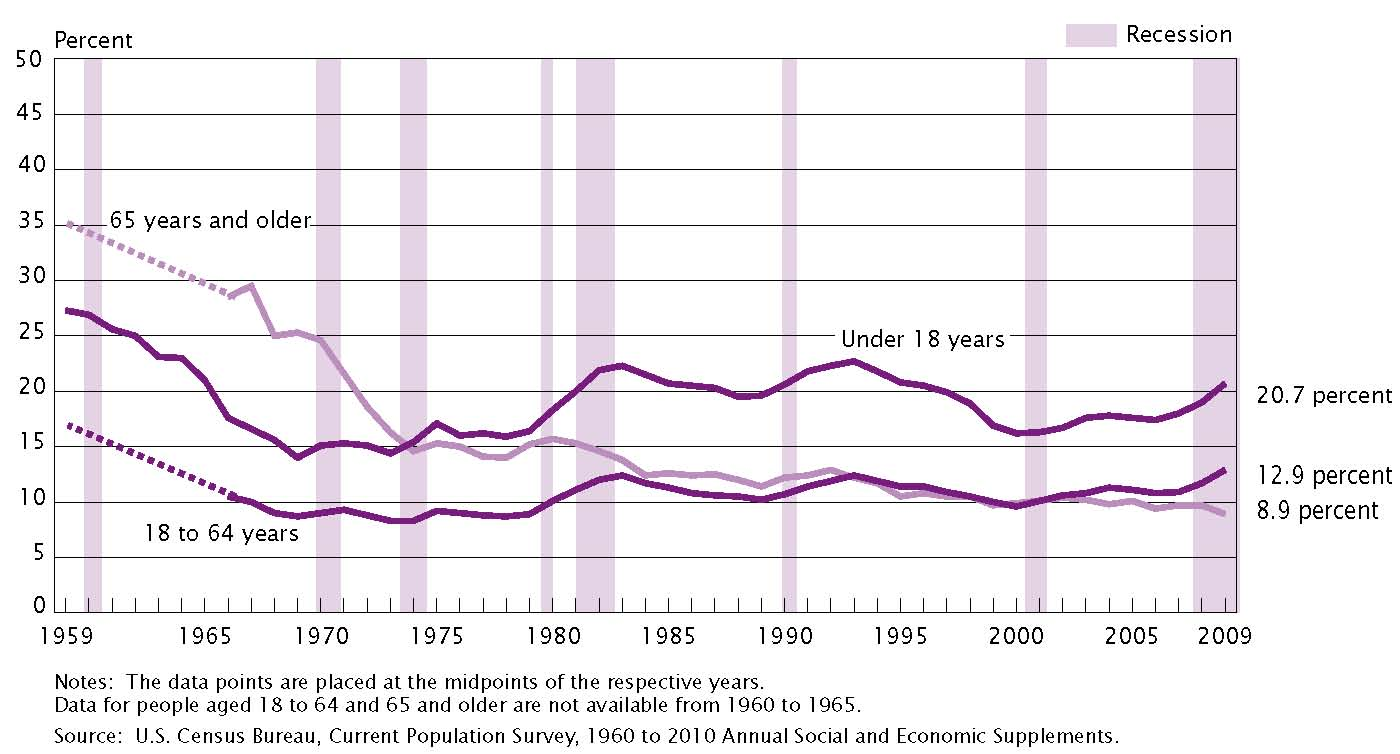 Percent
Recession
50
45
40
35
30
25
20
15
10
5
0
65 years and older
Under 18 years
18 to 64 years
20.7 percent
12.9 percent
8.9 percent
1959 1965 1970 1975 1980 1985 1990 1995 2000 2005 2009
Notes: The data points are placed at the midpoints of the respective years.
Data for people aged 18 to 64 and 65 and older are not available from 1960 to 1965.
Source: U.S. Census Bureau, Current Population Survey, 1960 to 2010 Annual Social and Economic Supplements.